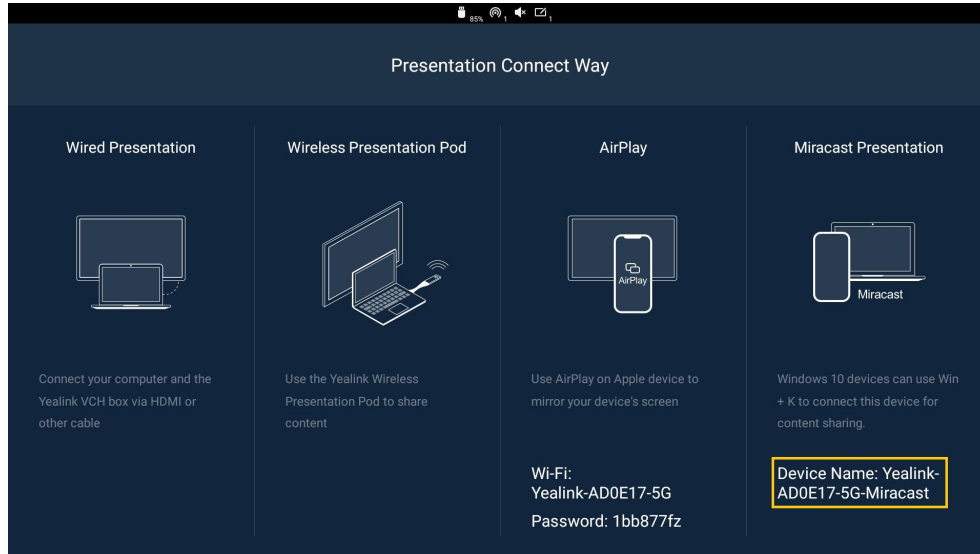 85% 1 1
Presentation Connect Way
Wired Presentation
Connect your computer and the
Yealink VCH box via HDMI or
other cable
Wireless Presentation Pod
Use the Yealink Wireless
Presentation Pod to share
content
AirPlay
AirPlay
Use AirPlay on Apple device to
mirror your device's screen
Wi-Fi:
Yealink-AD0E17-5G
Password: 1bb877fz
Miracast Presentation
Miracast
Windows 10 devices can use Win
+ K to connect this device for
content sharing.
Device Name: Yealink-
AD0E17-5G-Miracast